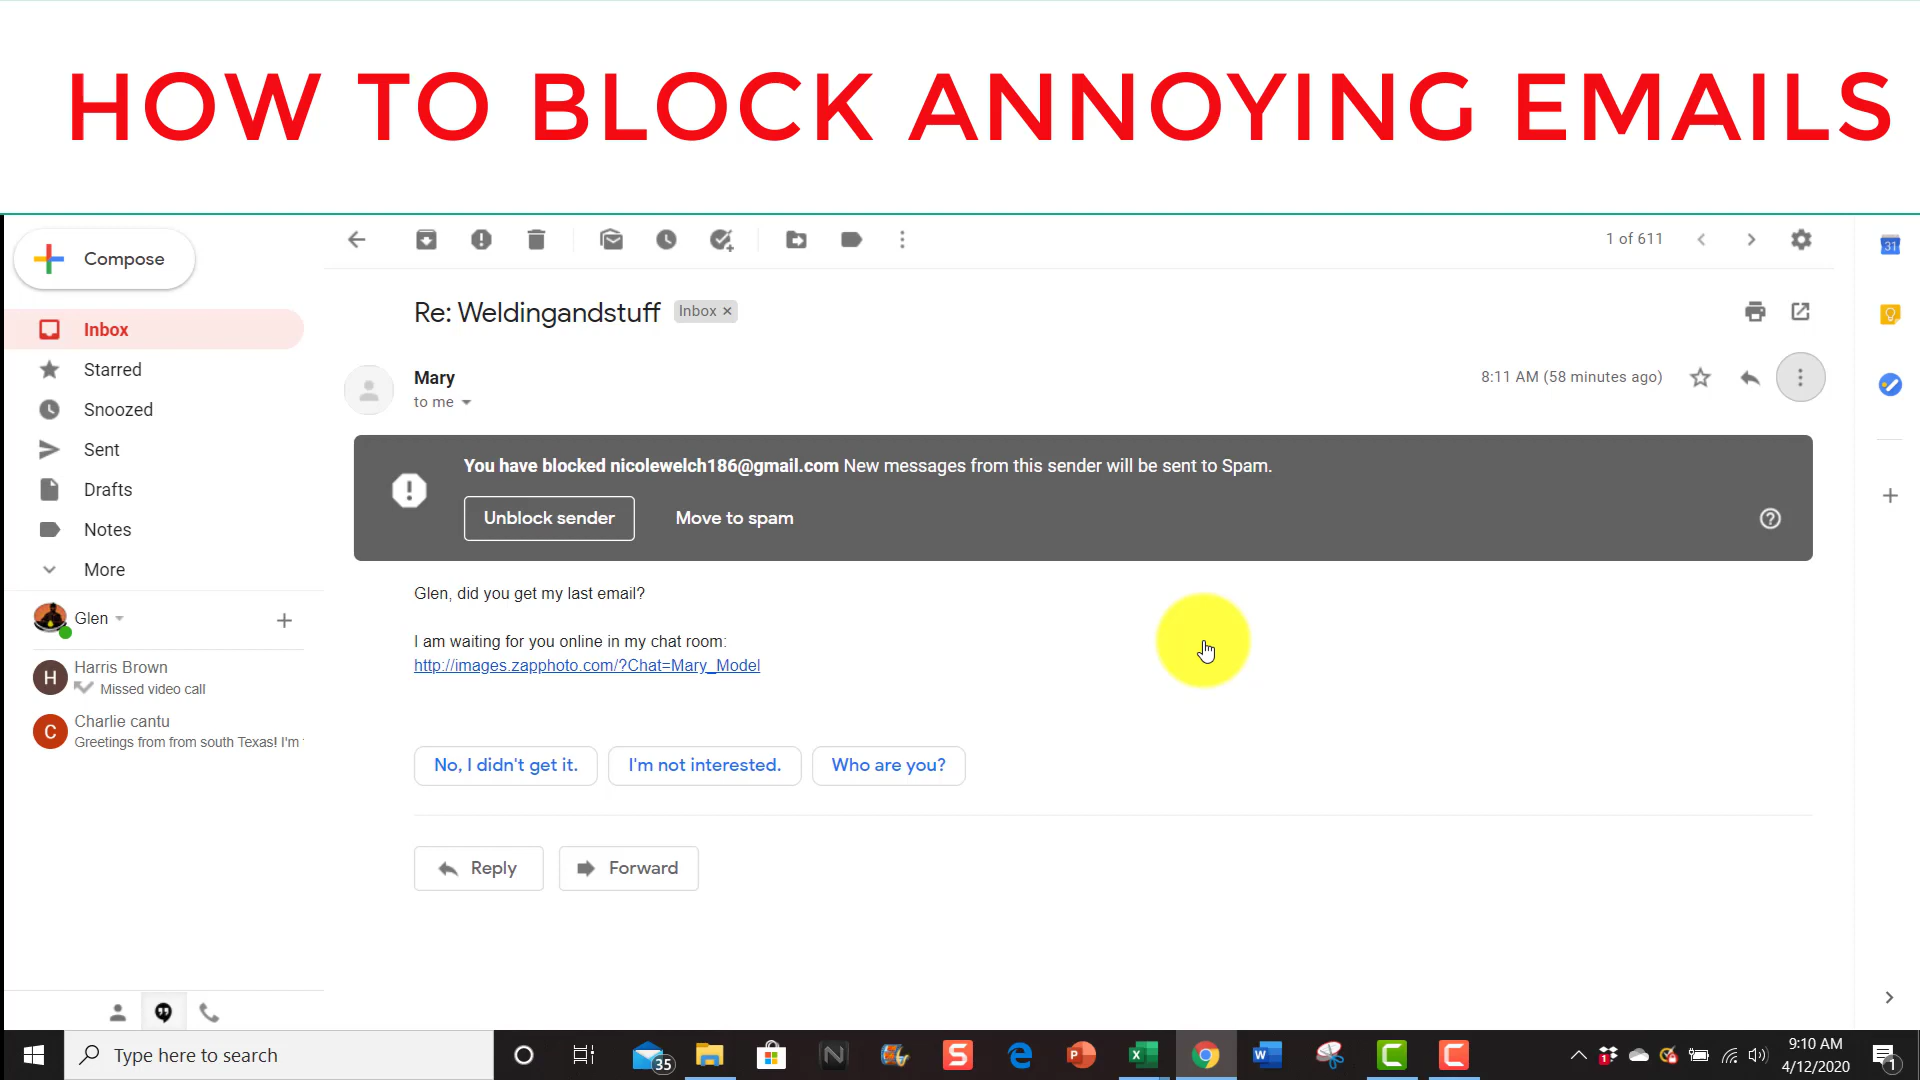 HOW TO BLOCK ANNOYING EMAILS
Compose
1 of 611
31
Inbox
Starred
Snoozed
Sent
Drafts
Notes
More
Glen
Harris Brown
H
Missed video call
Charlie cantu
C
Greetings from from south Texas! I'm
Re: Weldingandstuff
Inbox ×
Mary
to me
8:11 AM (58 minutes ago)
You have blocked nicolewelch186@gmail.com New messages from this sender will be sent to Spam.
Unblock sender Move to spam
Glen, did you get my last email?
I am waiting for you online in my chat room:
http://images.zapphoto.com/?Chat=Mary_Model
No, I didn't get it. I'm not interested. Who are you?
Reply Forward
Type here to search
35
N
S
P
X
W
C
C
1
9:10 AM
4/12/2020
1